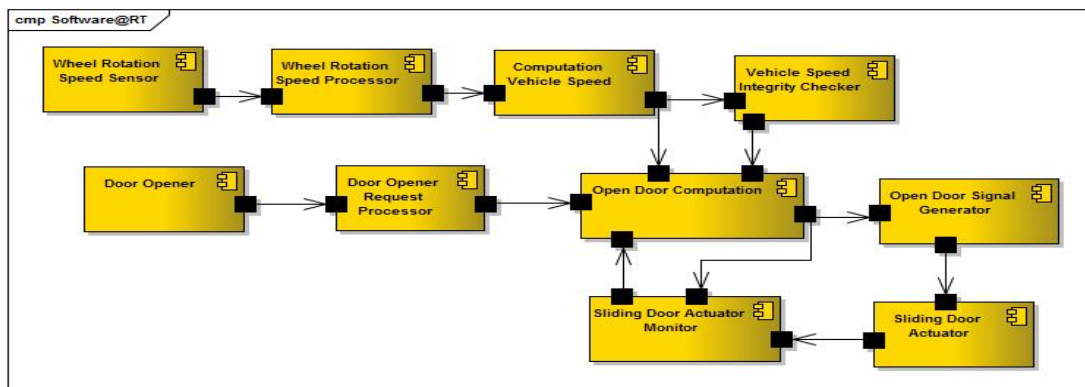 cmp Software@RT
Wheel Rotation
Speed Sensor
Wheel Rotation
Speed Processor
Computation
Vehicle Speed
Vehicle Speed
Integrity Checker
Door Opener
Door Opener
Request
Processor
Open Door Computation
Open Door Signal
Generator
Sliding Door Actuator
Monitor
Sliding Door
Actuator